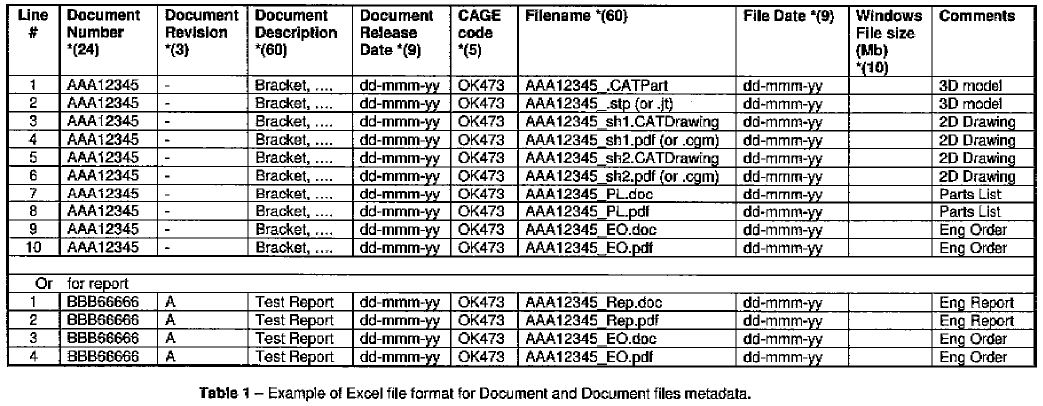 Line # Document Number *(24) Document Revision *(3) Document Description *(60) Document Release Date *(9) CAGE code *(5) Filename *(60) File Date *(9) Windows File size (Mb) *(10) Comments
1 AAA12345 - Bracket, .... dd-mmm-yy OK473 AAA12345_.CATPart dd-mmm-yy 3D model
2 AAA12345 - Bracket, .... dd-mmm-yy OK473 AAA12345_.stp (or .jt) dd-mmm-yy 3D model
3 AAA12345 - Bracket, .... dd-mmm-yy OK473 AAA12345_sh1.CATDrawing dd-mmm-yy 2D Drawing
4 AAA12345 - Bracket, .... dd-mmm-yy OK473 AAA12345_sh1.pdf (or .cgm) dd-mmm-yy 2D Drawing
5 AAA12345 - Bracket, .... dd-mmm-yy OK473 AAA12345_sh2.CATDrawing dd-mmm-yy 2D Drawing
6 AAA12345 - Bracket, .... dd-mmm-yy OK473 AAA12345_sh2.pdf (or .cgm) dd-mmm-yy 2D Drawing
7 AAA12345 - Bracket, .... dd-mmm-yy OK473 AAA12345_PL.doc dd-mmm-yy Parts List
8 AAA12345 - Bracket, .... dd-mmm-yy OK473 AAA12345_PL.pdf dd-mmm-yy Parts List
9 AAA12345 - Bracket, .... dd-mmm-yy OK473 AAA12345_EO.doc dd-mmm-yy Eng Order
10 AAA12345 - Bracket, .... dd-mmm-yy OK473 AAA12345_EO.pdf dd-mmm-yy Eng Order
Or for report
1 BBB66666 A Test Report dd-mmm-yy OK473 AAA12345_Rep.doc dd-mmm-yy Eng Report
2 BBB66666 A Test Report dd-mmm-yy OK473 AAA12345_Rep.pdf dd-mmm-yy Eng Report
3 BBB66666 A Test Report dd-mmm-yy OK473 AAA12345_EO.doc dd-mmm-yy Eng Order
4 BBB66666 A Test Report dd-mmm-yy OK473 AAA12345_EO.pdf dd-mmm-yy Eng Order
Table 1 – Example of Excel file format for Document and Document files metadata.